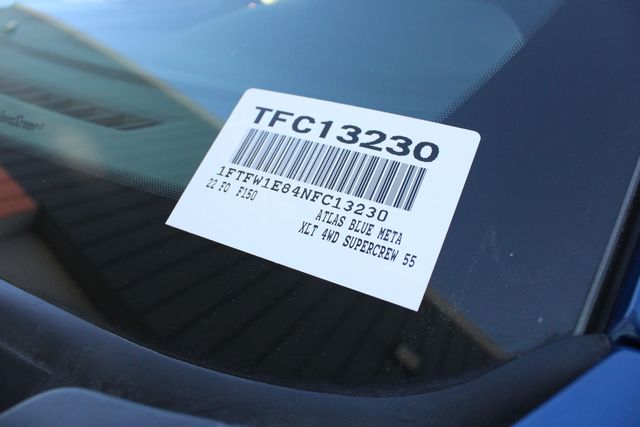 TFC13230
1FTFW1E84NFC13230
22 FO F150
ATLAS BLUE META
XLT 4WD SUPERCREW 55